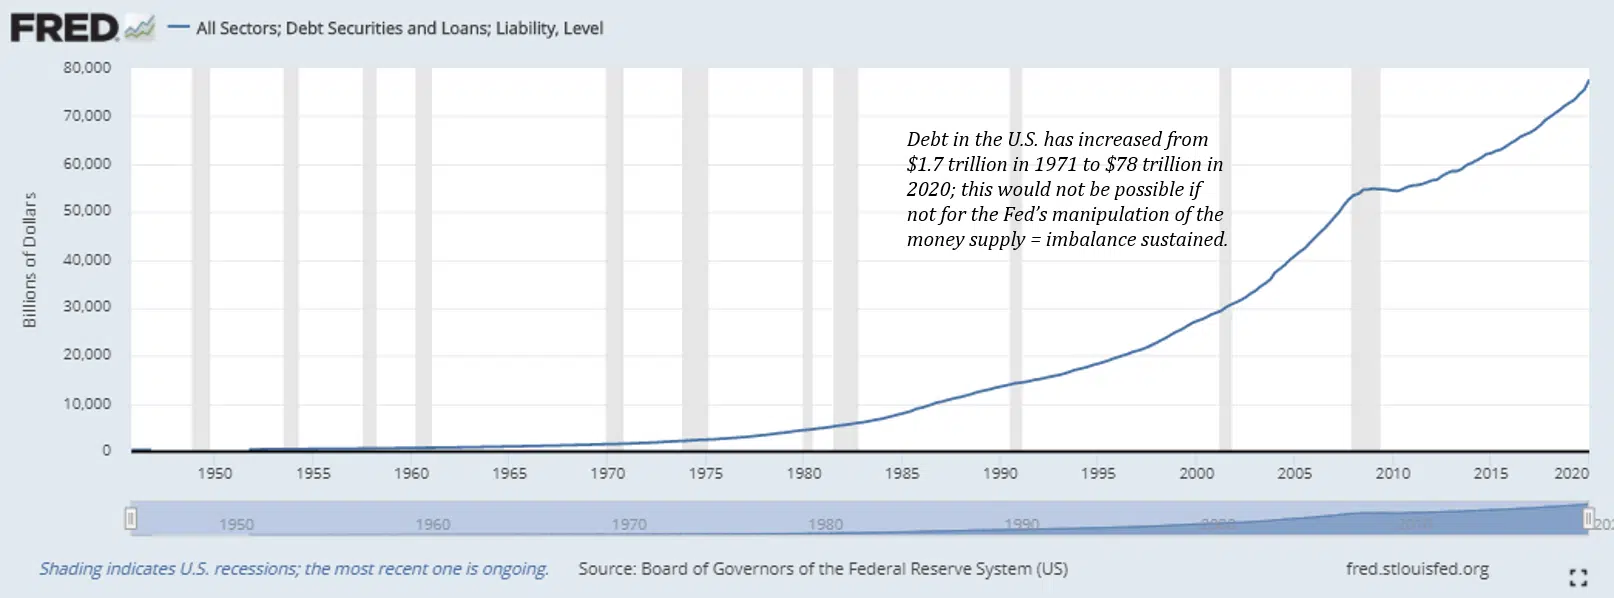 FRED
All Sectors; Debt Securities and Loans; Liability, Level
80,000
70,000
60,000
50,000
40,000
30,000
20,000
10,000
0
Billions of Dollars
Debt in the U.S. has increased from
$1.7 trillion in 1971 to $78 trillion in
2020; this would not be possible if
not for the Fed's manipulation of the
money supply = imbalance sustained.
1950 1955 1960 1965 1970 1975 1980 1985 1990 1995 2000 2005 2010 2015 2020
1950 1960 1970 1980 1990 2000 2010
Shading indicates U.S. recessions; the most recent one is ongoing. Source: Board of Governors of the Federal Reserve System (US) fred.stlouisfed.org